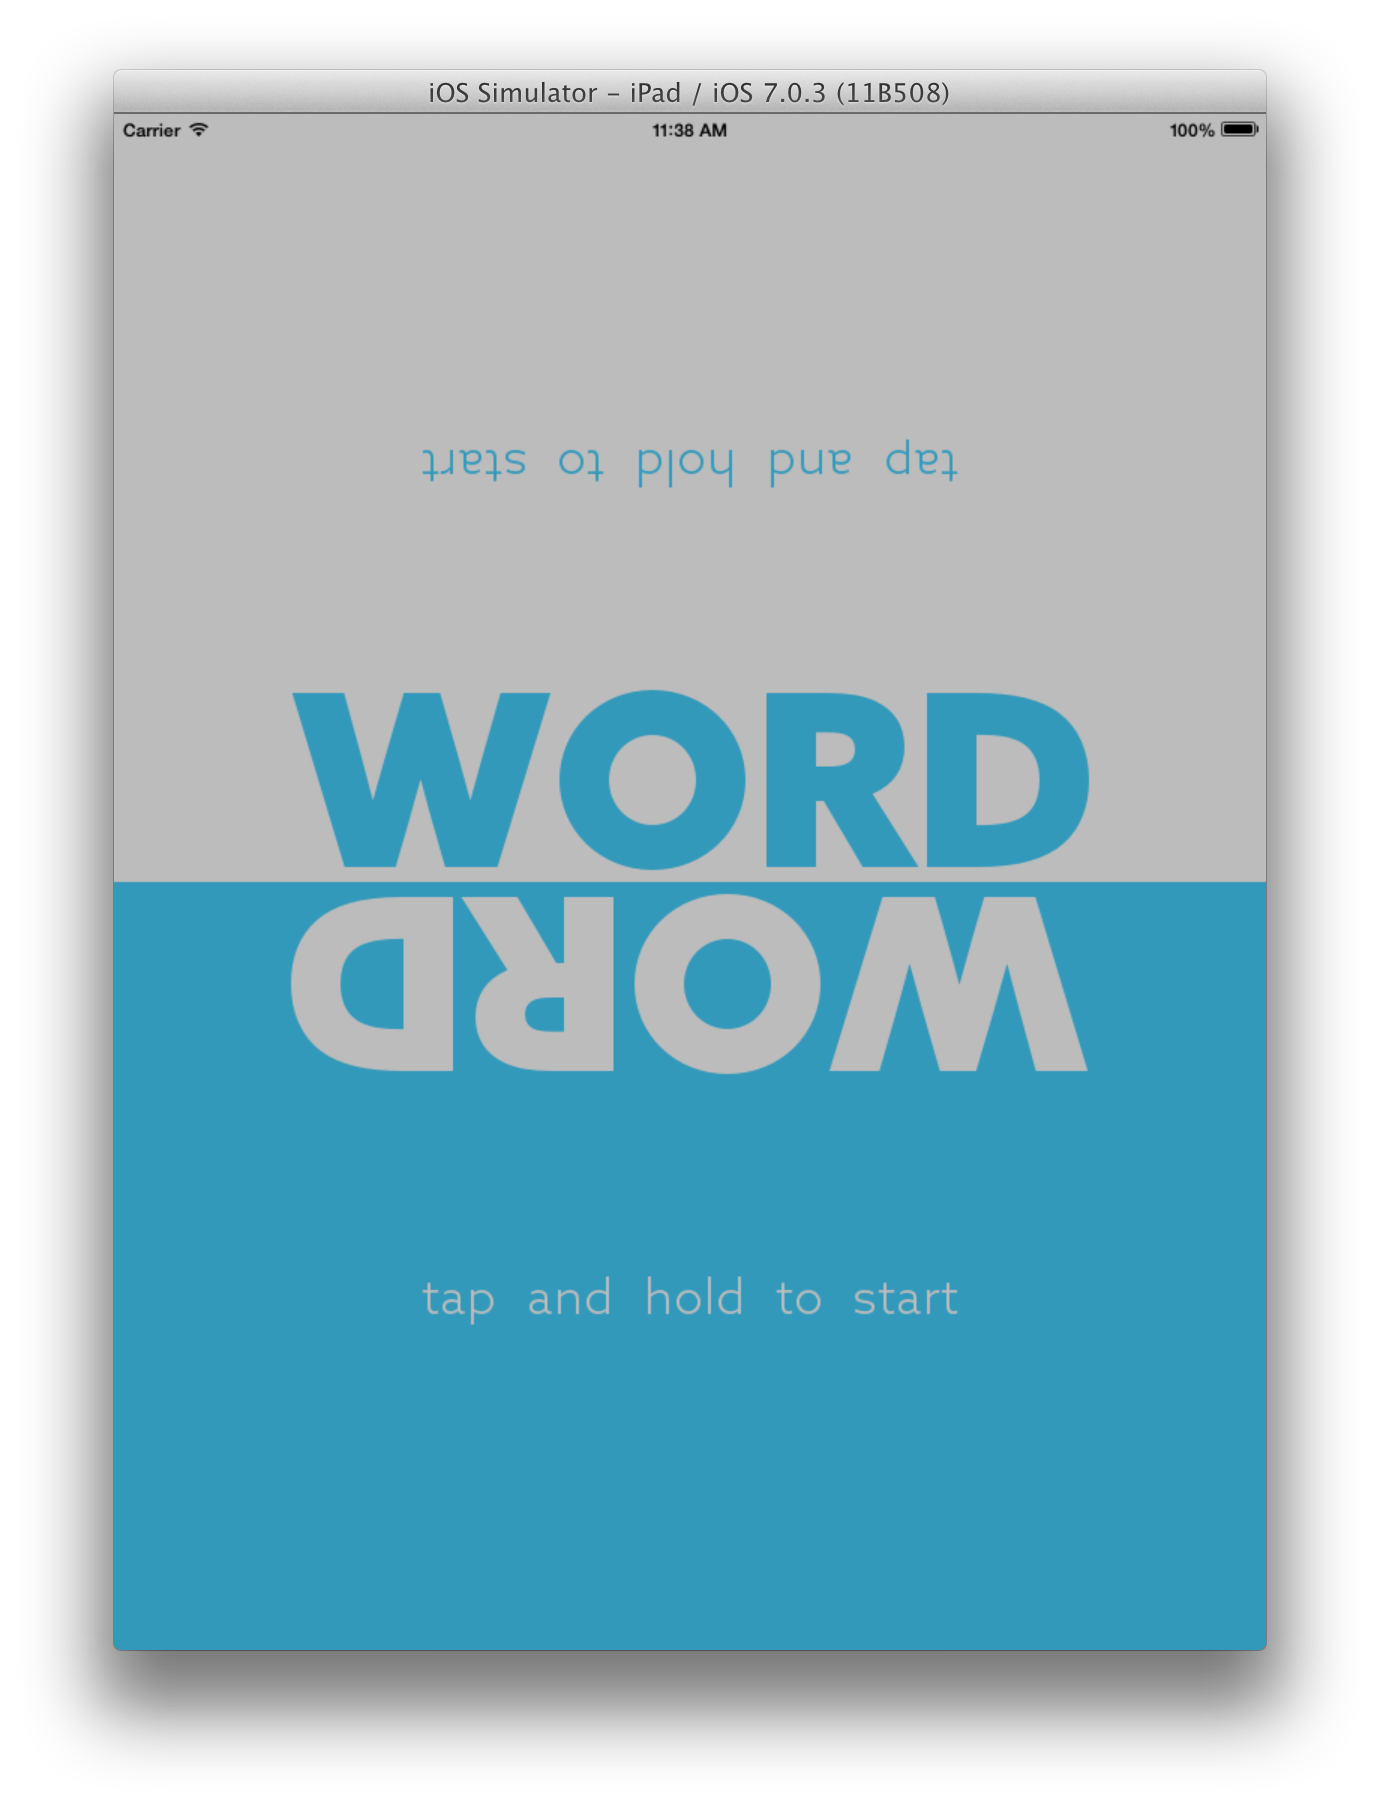 iOS Simulator – iPad / iOS 7.0.3 (11B508)
Carrier 11:38 AM 100%
tap and hold to start
WORD
WORD
tap and hold to start